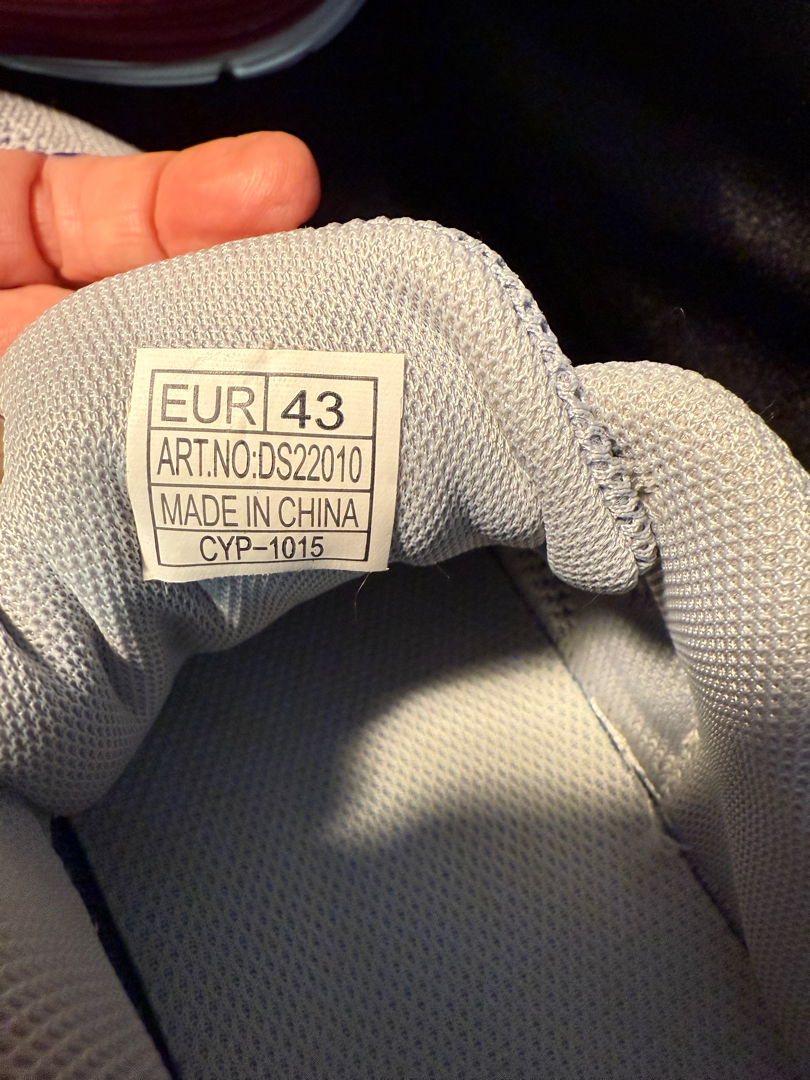 EUR 43
ART.NO:DS22010
MADE IN CHINA
CYP-1015